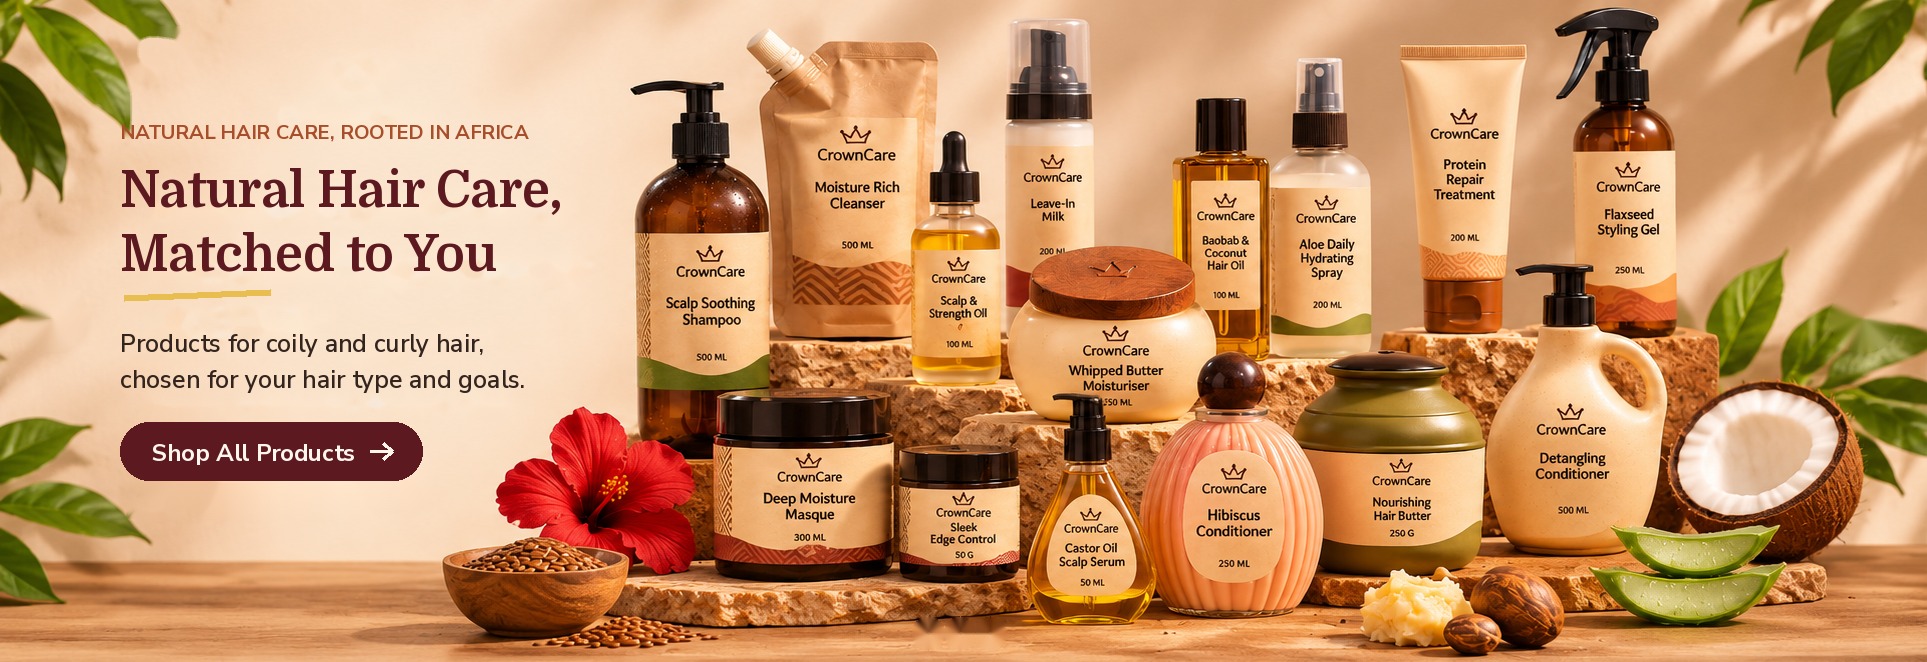 NATURAL HAIR CARE, ROOTED IN AFRICA
Natural Hair Care,
Matched to You
Products for coily and curly hair,
chosen for your hair type and goals.
Shop All Products
CrownCare
Scalp Soothing
Shampoo
500 ML
CrownCare
Moisture Rich
Cleanser
500 ML
CrownCare
Scalp &
Strength Oil
100 ML
CrownCare
Leave-In
Milk
200
CrownCare
Whipped Butter
Moisturiser
50 ML
CrownCare
Baobab &
Coconut
Hair Oil
100 ML
CrownCare
Aloe Daily
Hydrating
Spray
200 ML
CrownCare
Protein
Repair
Treatment
200 ML
CrownCare
Flaxseed
Styling Gel
250 ML
CrownCare
Deep Moisture
Masque
300 ML
CrownCare
Sleek
Edge Control
50 G
CrownCare
Castor Oil
Scalp Serum
50 ML
CrownCare
Hibiscus
Conditioner
250 ML
CrownCare
Nourishing
Hair Butter
250 G
CrownCare
Detangling
Conditioner
500 ML